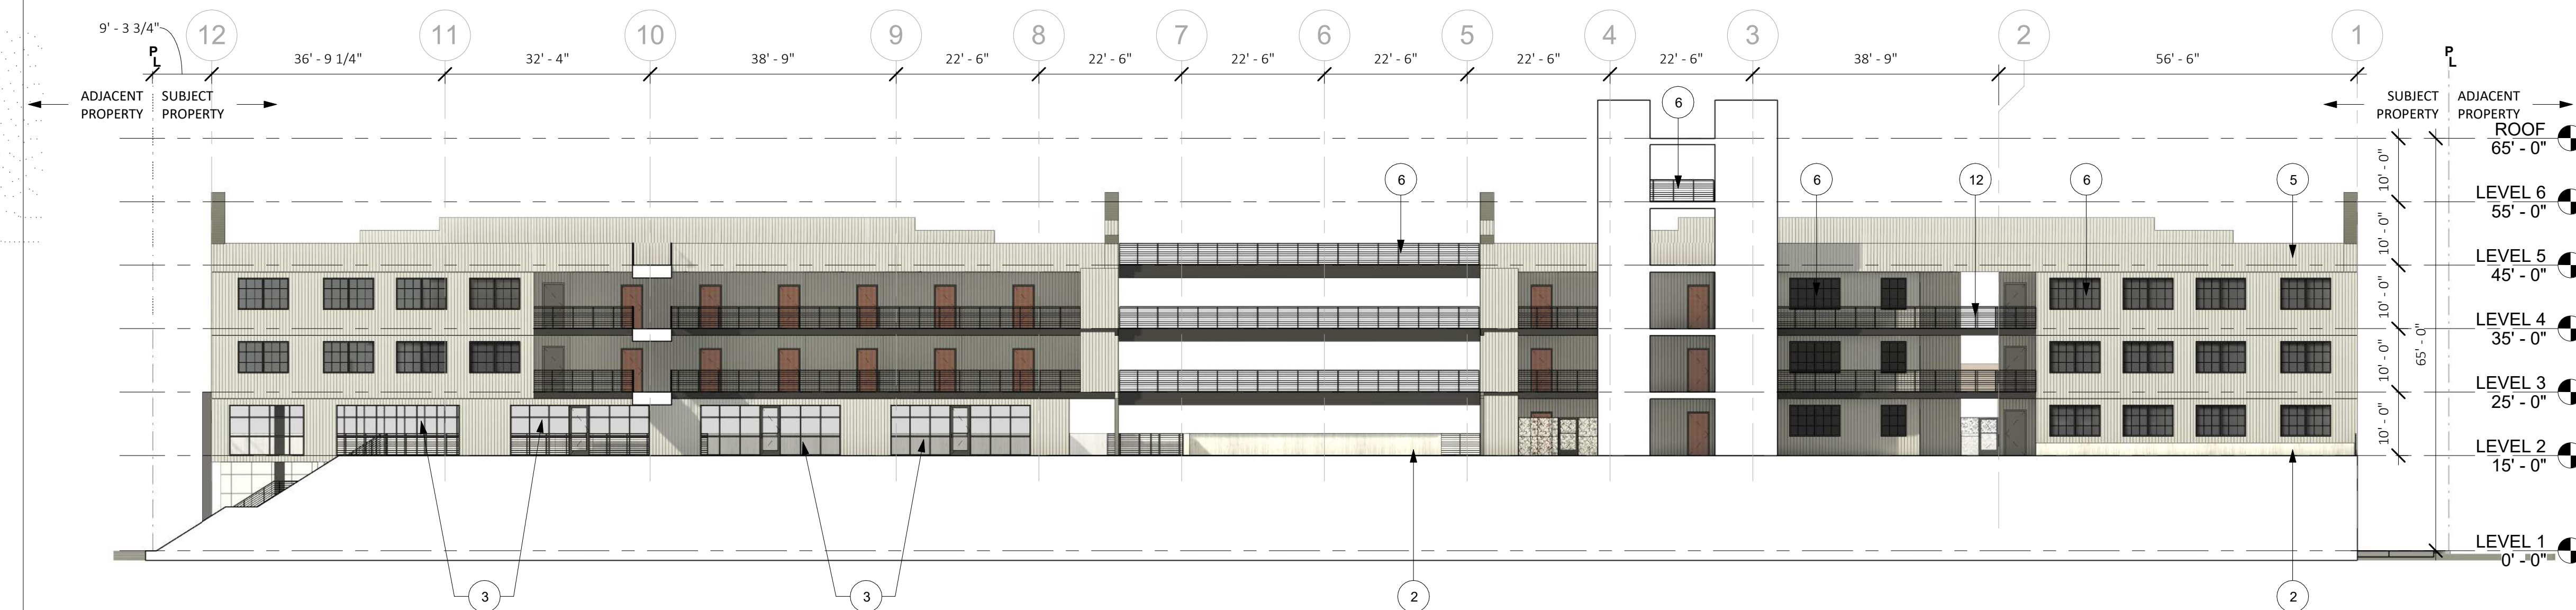 9' - 3 3/4"
12
11
10
9
8
7
6
5
4
3
2
1
P
L
36' - 9 1/4"
32' - 4"
38' - 9"
22' - 6"
22' - 6"
22' - 6"
22' - 6"
22' - 6"
22' - 6"
38' - 9"
56' - 6"
P
L
ADJACENT
PROPERTY
SUBJECT
PROPERTY
SUBJECT
PROPERTY
ADJACENT
PROPERTY
6
ROOF
65' - 0"
10' - 0"
6
6
12
6
5
LEVEL 6
55' - 0"
10' - 0"
LEVEL 5
45' - 0"
10' - 0"
LEVEL 4
35' - 0"
65' - 0"
10' - 0"
LEVEL 3
25' - 0"
10' - 0"
LEVEL 2
15' - 0"
LEVEL 1
0' - 0"
3
3
2
2